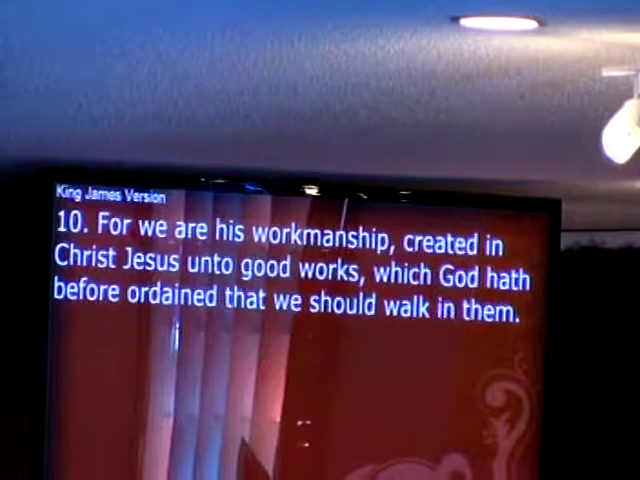 King James Version
10. For we are his workmanship, created in
Christ Jesus unto good works, which God hath
before ordained that we should walk in them.